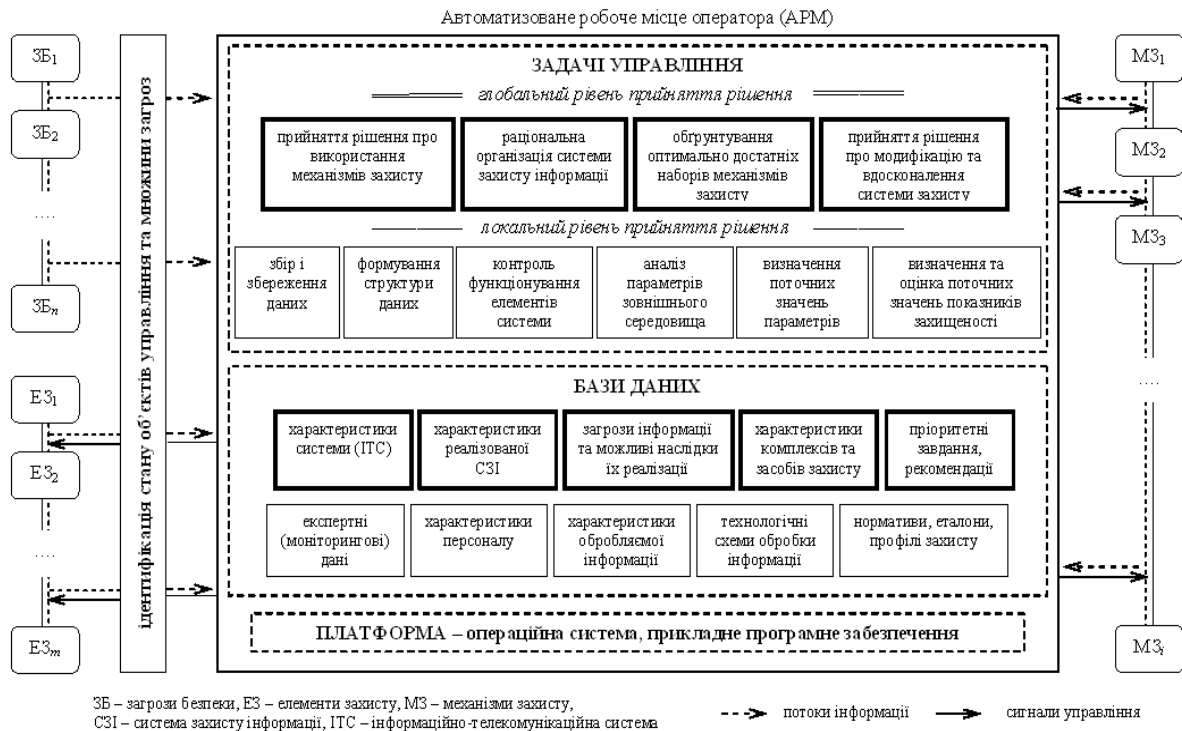 Автоматизоване робоче місце оператора (АРМ)
ЗБ1
ЗБ2
....
ЗБn
ЕЗ1
ЕЗ2
....
ЕЗm
ідентифікація стану об'єктів управління та множини загроз
ЗАДАЧІ УПРАВЛІННЯ
глобальний рівень прийняття рішення
прийняття рішення про
використання
механізмів захисту
раціональна
організація системи
захисту інформації
обґрунтування
оптимально достатніх
наборів механізмів
захисту
прийняття рішення
про модифікацію та
вдосконалення
системи захисту
локальний рівень прийняття рішення
збір і
збереження
даних
формування
структури
даних
контроль
функціонування
елементів
системи
аналіз
параметрів
зовнішнього
середовища
визначення
поточних
значень
параметрів
визначення та
оцінка поточних
значень показників
захищеності
БАЗИ ДАНИХ
характеристики
системи (ІТС)
характеристики
реалізованої
СЗІ
загрози інформації
та можливі наслідки
їх реалізації
характеристики
комплексів та
засобів захисту
пріоритетні
завдання,
рекомендації
експертні
(моніторингові)
дані
характеристики
персоналу
характеристики
обробляємої
інформації
технологічні
схеми обробки
інформації
нормативи, еталони,
профілі захисту
ПЛАТФОРМА – операційна система, прикладне програмне забезпечення
МЗ1
МЗ2
МЗ3
....
МЗi
ЗБ – загрози безпеки, ЕЗ – елементи захисту, МЗ – механізми захисту,
СЗІ – система захисту інформації, ІТС – інформаційно-телекомунікаційна система
потоки інформації
сигнали управління